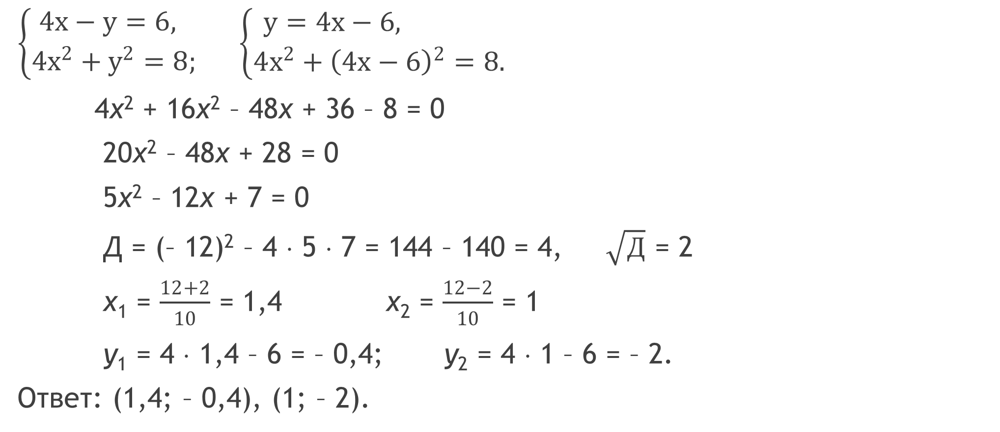 { 4x − y = 6,      { y = 4x − 6,
{ 4x² + y² = 8;      { 4x² + (4x − 6)² = 8.
4x² + 16x² – 48x + 36 – 8 = 0
20x² – 48x + 28 = 0
5x² – 12x + 7 = 0
Д = (– 12)² – 4 · 5 · 7 = 144 – 140 = 4,      √Д = 2
x₁ = (12+2)/10 = 1,4      x₂ = (12−2)/10 = 1
y₁ = 4 · 1,4 – 6 = – 0,4;      y₂ = 4 · 1 – 6 = – 2.
Ответ: (1,4; – 0,4), (1; – 2).